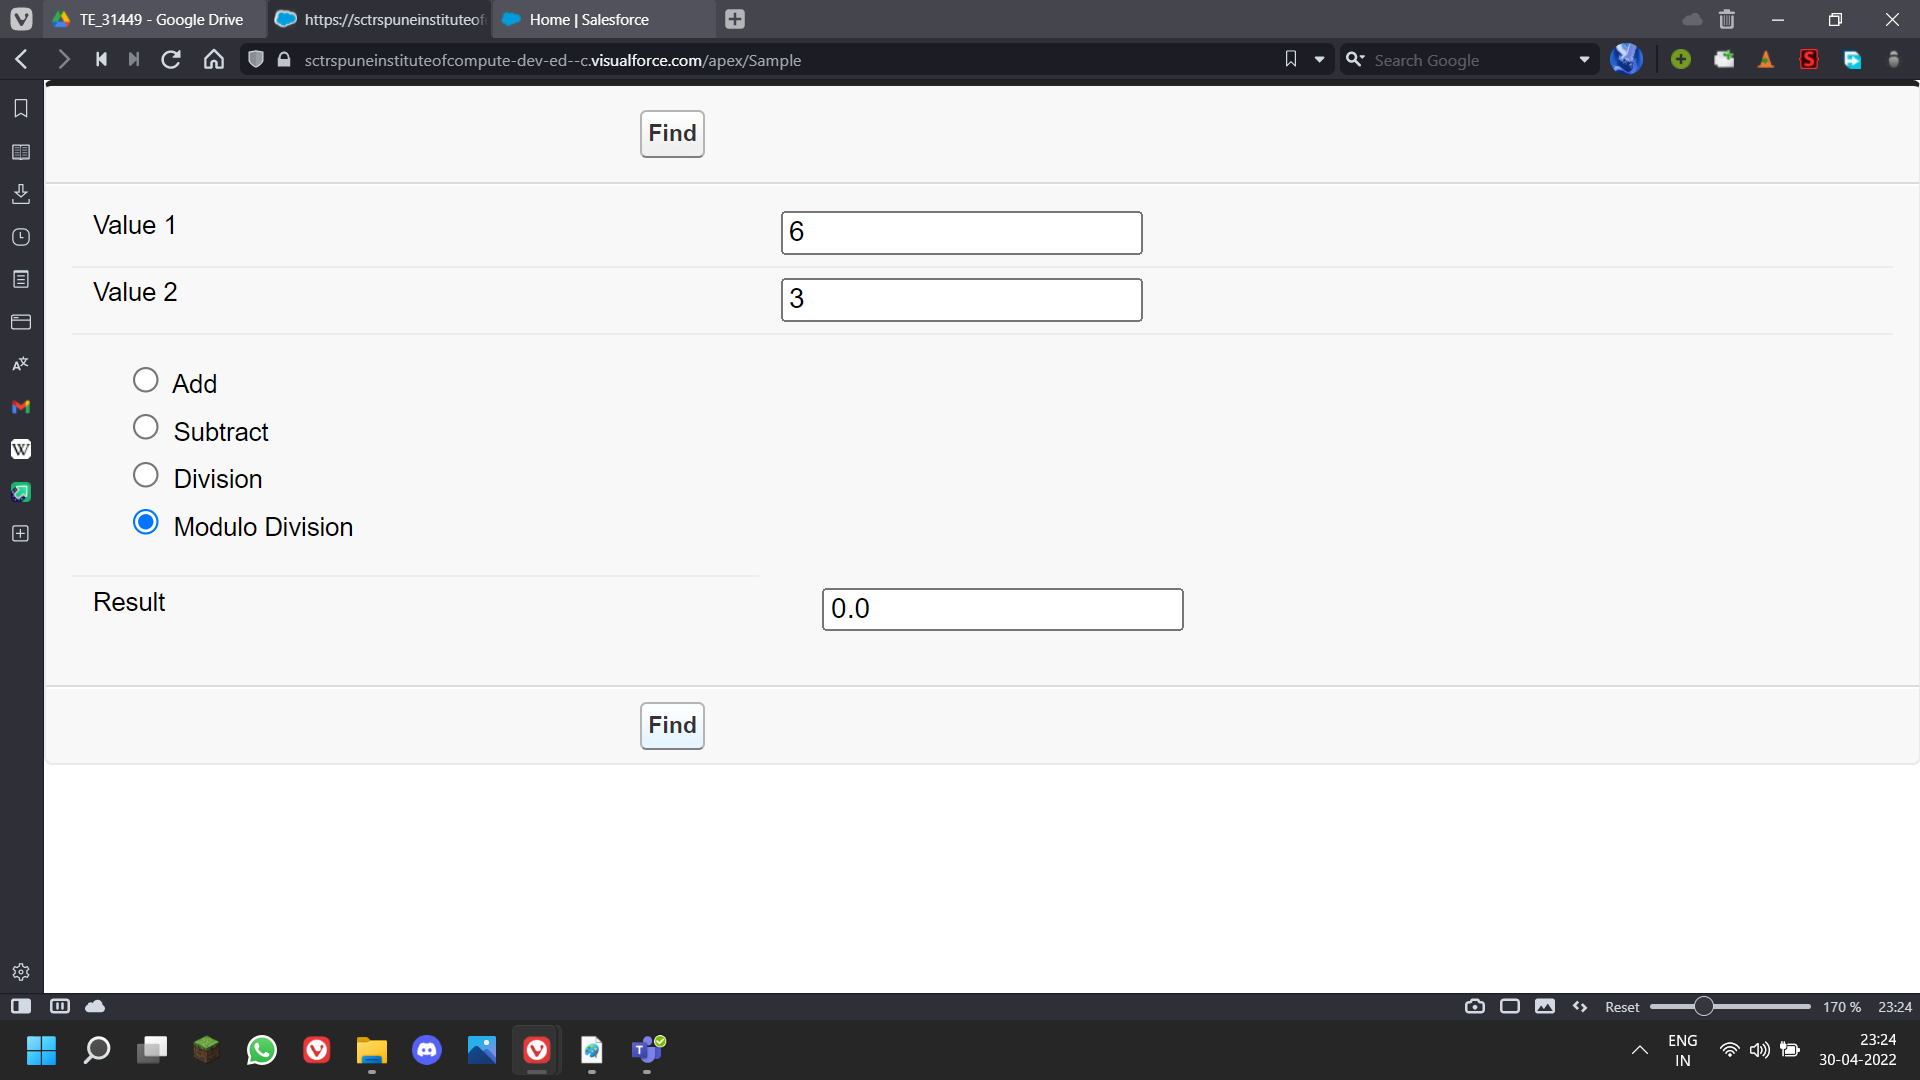 TE_31449 - Google Drive
https://sctrspuneinstituteof
Home | Salesforce
sctrspuneinstituteofcompute-dev-ed--c.visualforce.com/apex/Sample
Search Google
Find
Value 1
6
Value 2
3
Add
Subtract
Division
Modulo Division
Result
0.0
Find
Reset
170 %
23:24
ENG
IN
23:24
30-04-2022